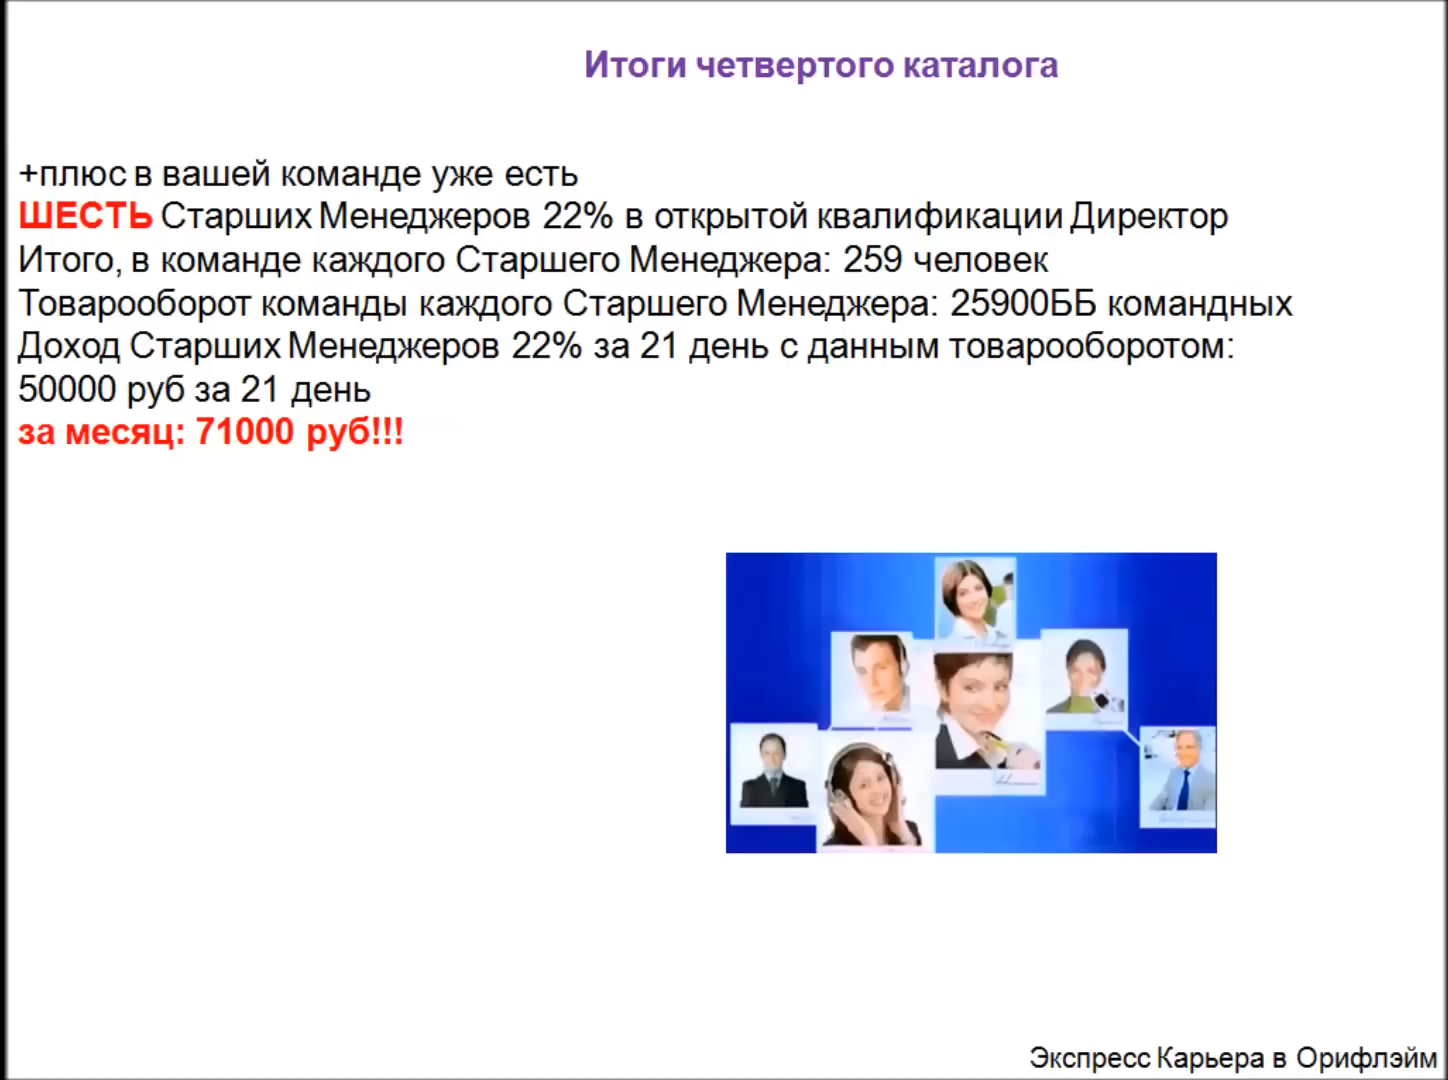 Итоги четвертого каталога
+плюс в вашей команде уже есть
ШЕСТЬ Старших Менеджеров 22% в открытой квалификации Директор
Итого, в команде каждого Старшего Менеджера: 259 человек
Товарооборот команды каждого Старшего Менеджера: 25900ББ командных
Доход Старших Менеджеров 22% за 21 день с данным товарооборотом:
50000 руб за 21 день
за месяц: 71000 руб!!!
Экспресс Карьера в Орифлэйм